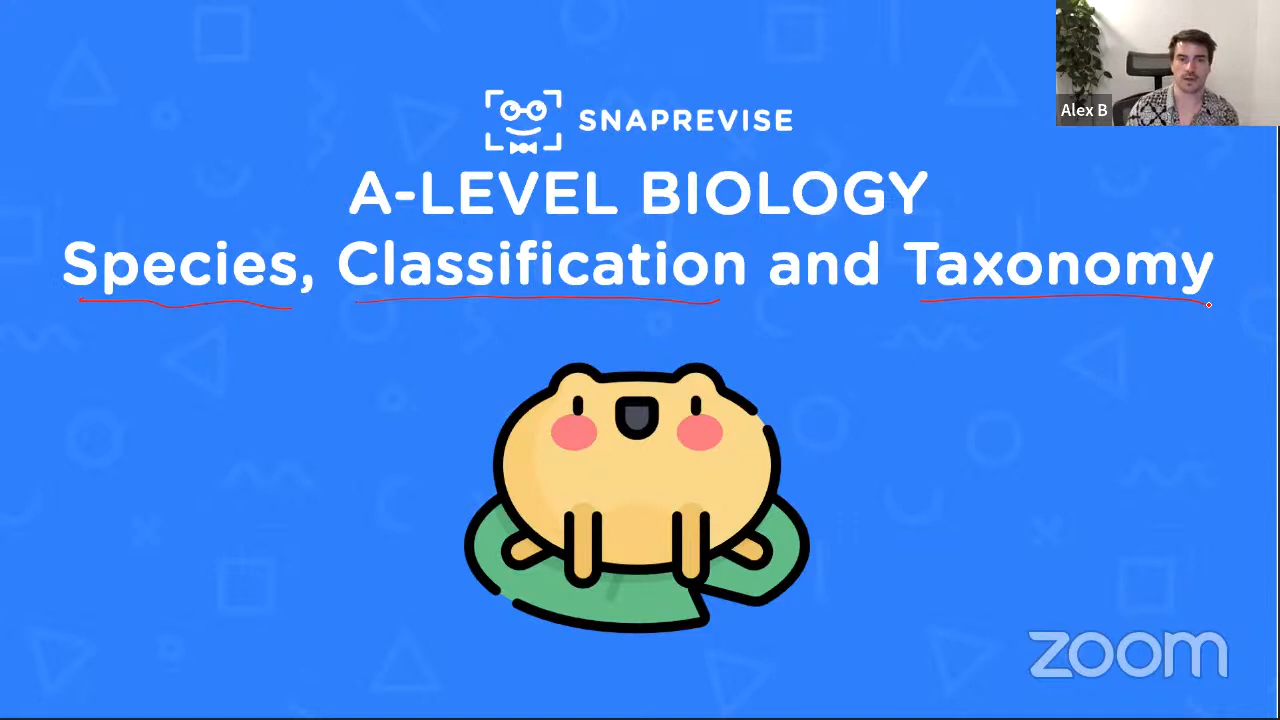 Alex B
SNAPREVISE
A-LEVEL BIOLOGY
Species, Classification and Taxonomy
zoom